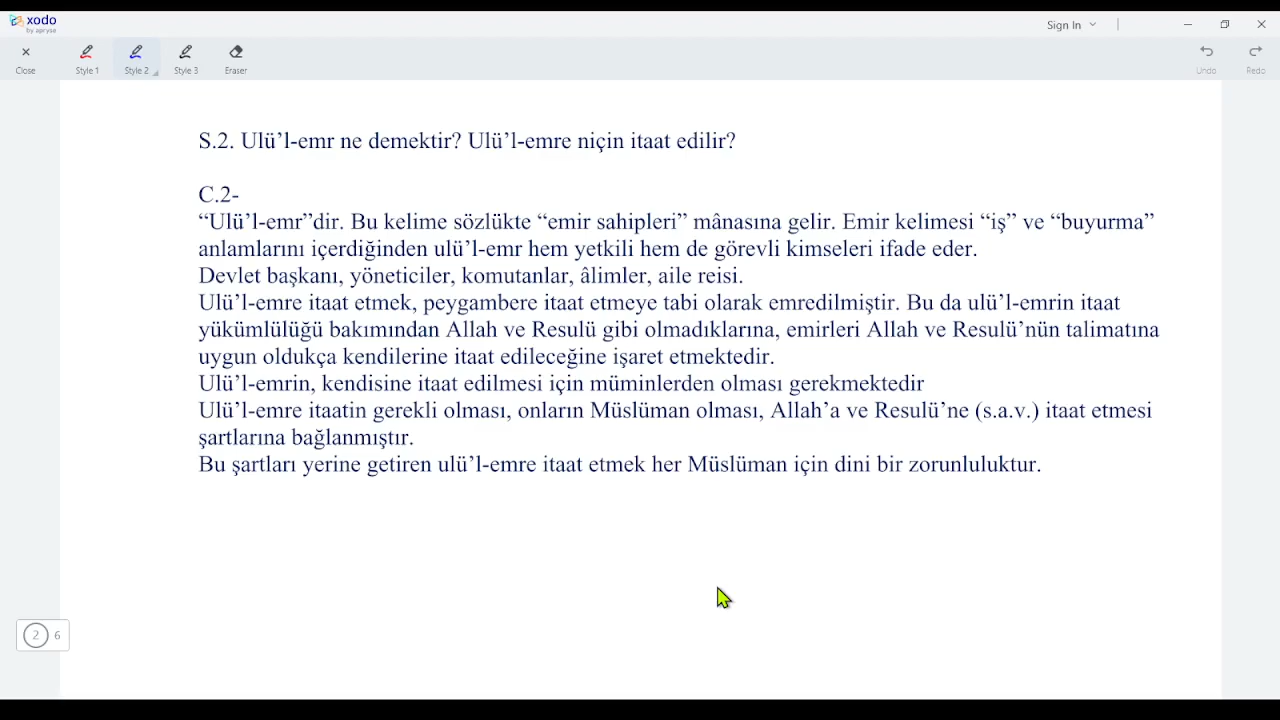 xodo
by apryse
Sign In
Close
Style 1
Style 2
Style 3
Eraser
Undo
Redo
S.2. Ulü’l-emr ne demektir? Ulü’l-emre niçin itaat edilir?
C.2-
“Ulü’l-emr”dir. Bu kelime sözlükte “emir sahipleri” mânasına gelir. Emir kelimesi “iş” ve “buyurma”
anlamlarını içerdiğinden ulü’l-emr hem yetkili hem de görevli kimseleri ifade eder.
Devlet başkanı, yöneticiler, komutanlar, âlimler, aile reisi.
Ulü’l-emre itaat etmek, peygambere itaat etmeye tabi olarak emredilmiştir. Bu da ulü’l-emrin itaat
yükümlülüğü bakımından Allah ve Resulü gibi olmadıklarına, emirleri Allah ve Resulü’nün talimatına
uygun oldukça kendilerine itaat edileceğine işaret etmektedir.
Ulü’l-emrin, kendisine itaat edilmesi için müminlerden olması gerekmektedir
Ulü’l-emre itaatin gerekli olması, onların Müslüman olması, Allah’a ve Resulü’ne (s.a.v.) itaat etmesi
şartlarına bağlanmıştır.
Bu şartları yerine getiren ulü’l-emre itaat etmek her Müslüman için dini bir zorunluluktur.
2 6